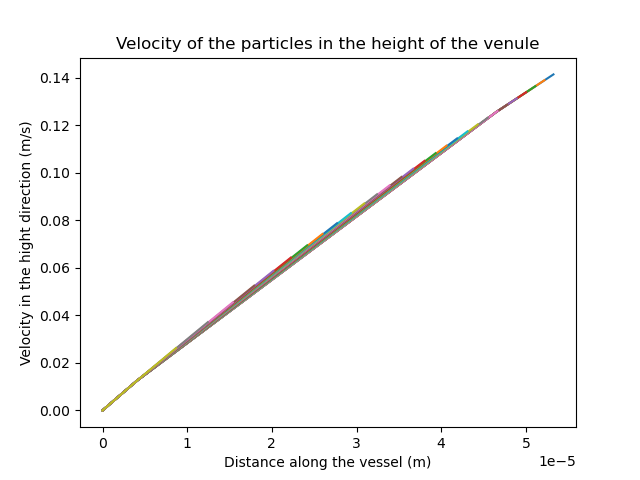 Velocity of the particles in the height of the venule
Velocity in the hight direction (m/s)
0.14
0.12
0.10
0.08
0.06
0.04
0.02
0.00
0 1 2 3 4 5
1e−5
Distance along the vessel (m)